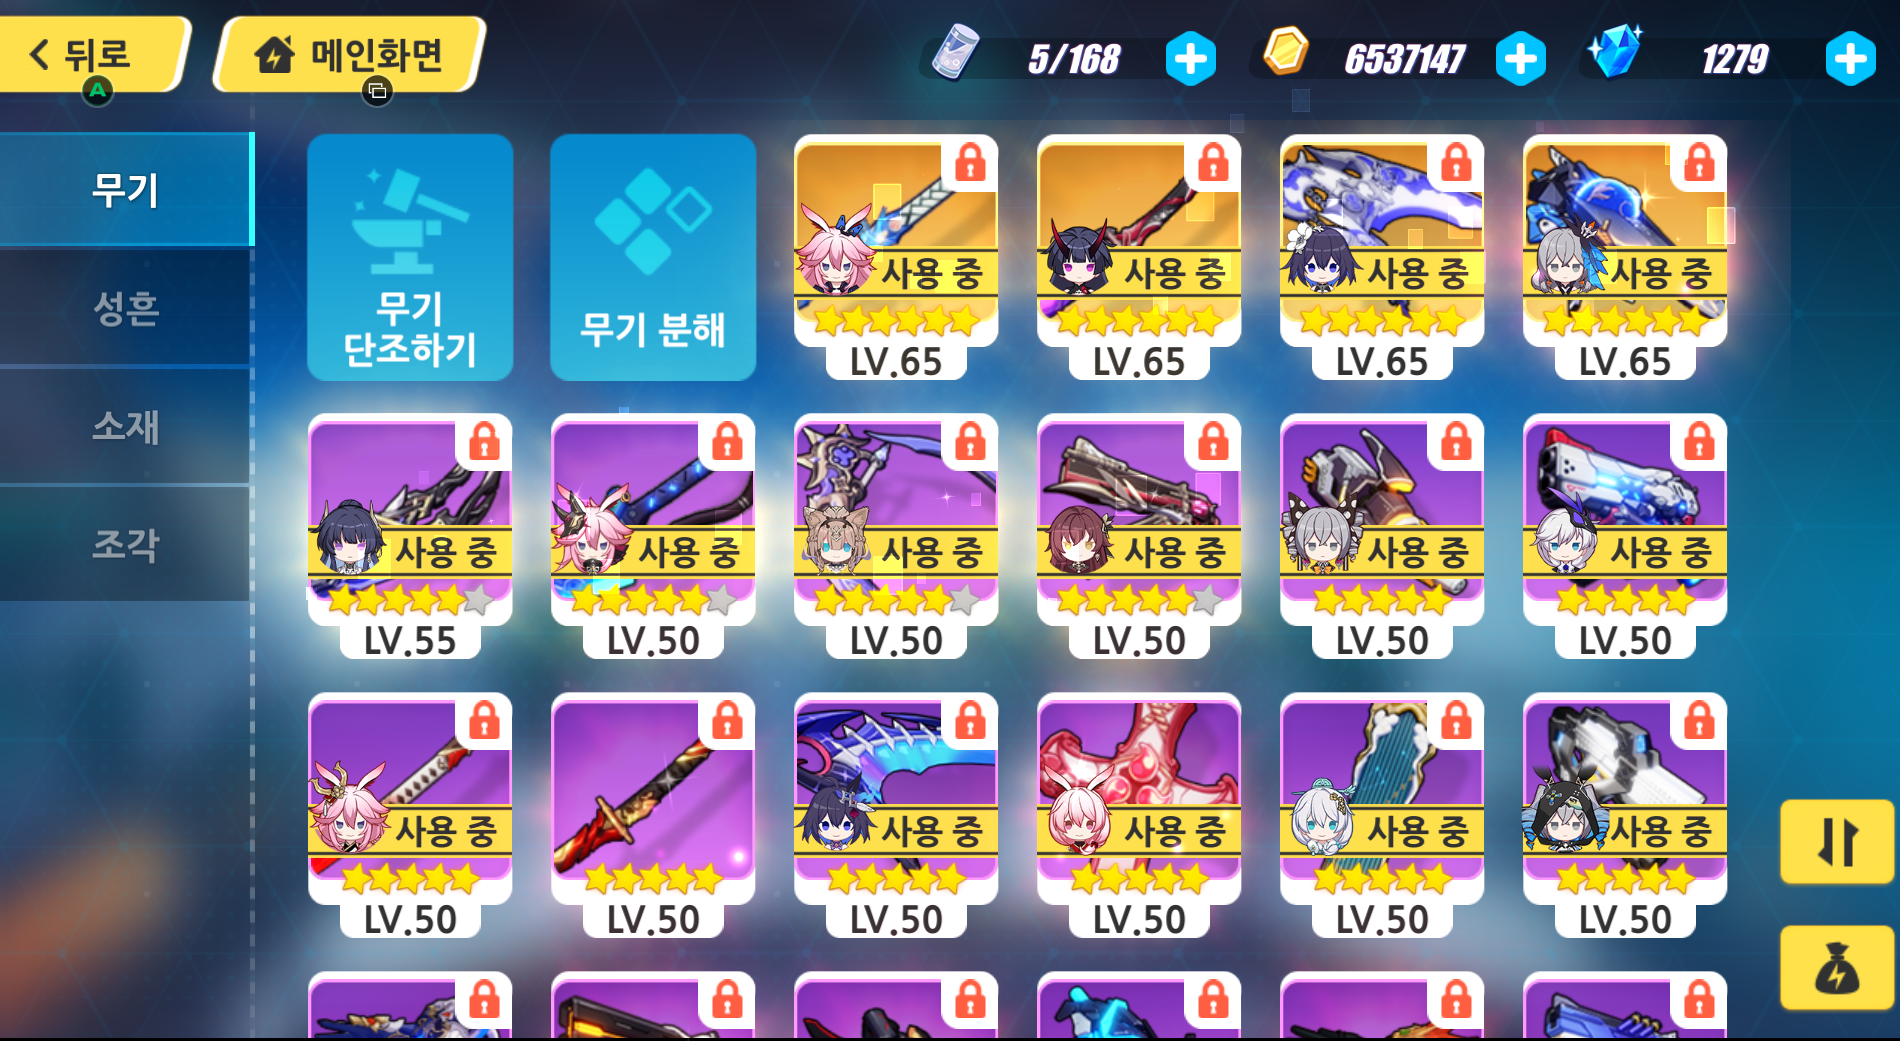 뒤로
A
메인화면
5/168
6537147
1279
무기
성흔
소재
조각
무기
단조하기
무기 분해
사용 중
LV.65
사용 중
LV.65
사용 중
LV.65
사용 중
LV.65
사용 중
LV.55
사용 중
LV.50
사용 중
LV.50
사용 중
LV.50
사용 중
LV.50
사용 중
LV.50
사용 중
LV.50
LV.50
사용 중
LV.50
사용 중
LV.50
사용 중
LV.50
사용 중
LV.50